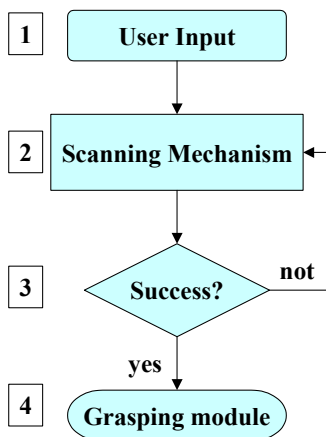 1
User Input
2
Scanning Mechanism
3
Success?
not
yes
4
Grasping module